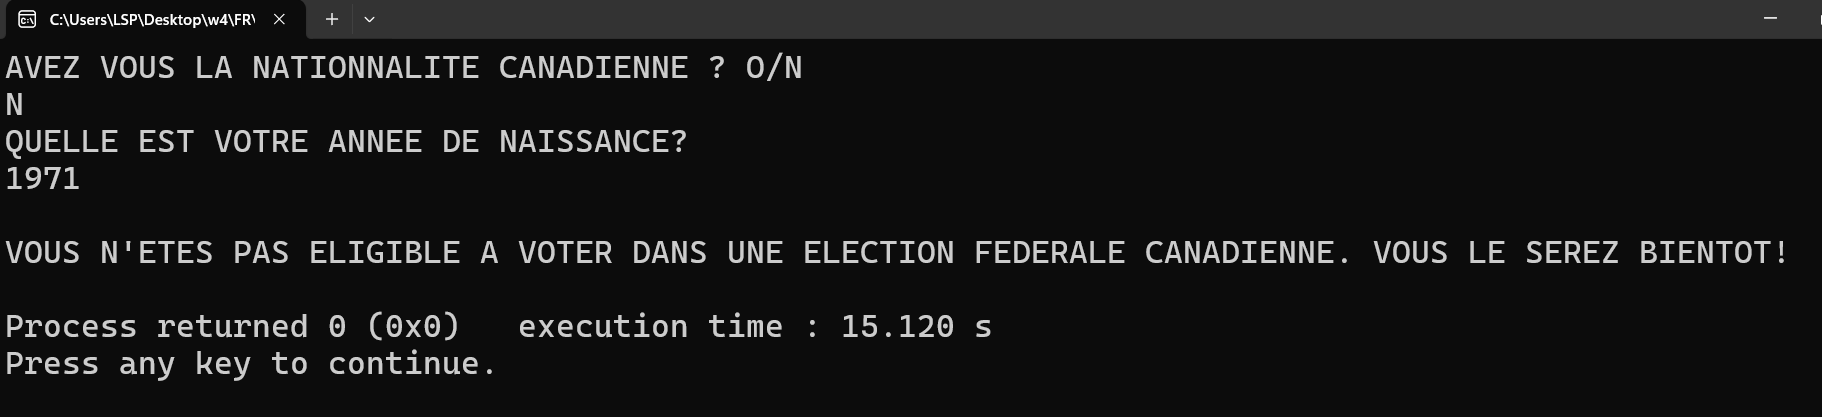 C:\Users\LSP\Desktop\w4\FR\
AVEZ VOUS LA NATIONNALITE CANADIENNE ? O/N
N
QUELLE EST VOTRE ANNEE DE NAISSANCE?
1971
VOUS N'ETES PAS ELIGIBLE A VOTER DANS UNE ELECTION FEDERALE CANADIENNE. VOUS LE SEREZ BIENTOT!
Process returned 0 (0x0)   execution time : 15.120 s
Press any key to continue.